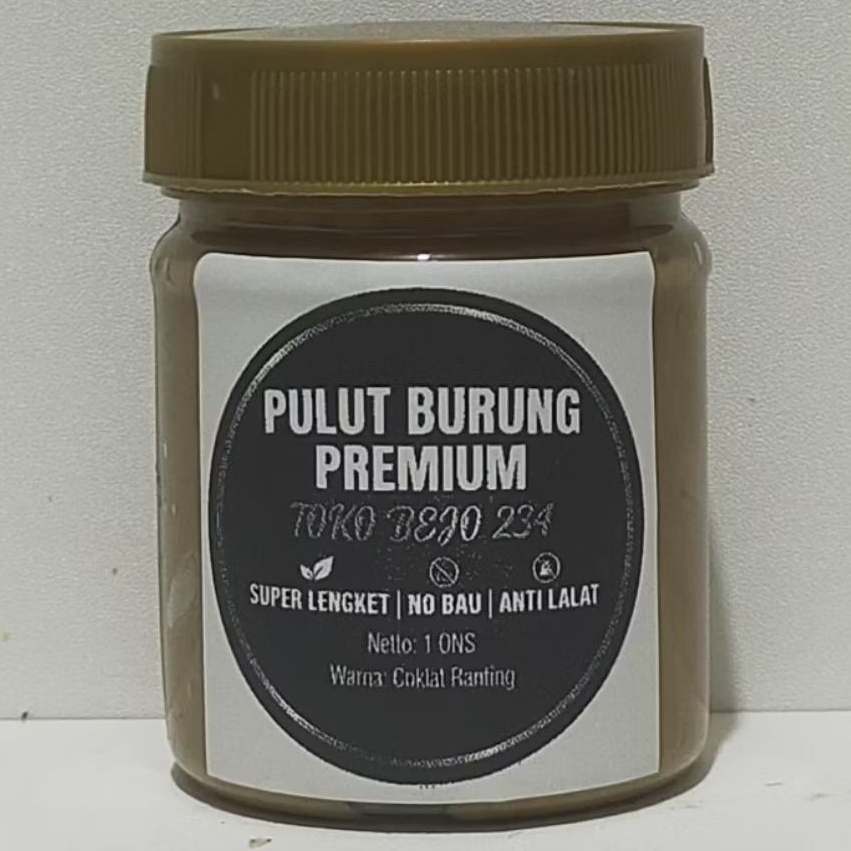 PULUT BURUNG
PREMIUM
TOKO BEJO 234
SUPER LENGKET | NO BAU | ANTI LALAT
Netto: 1 ONS
Warna: Coklat Ranting